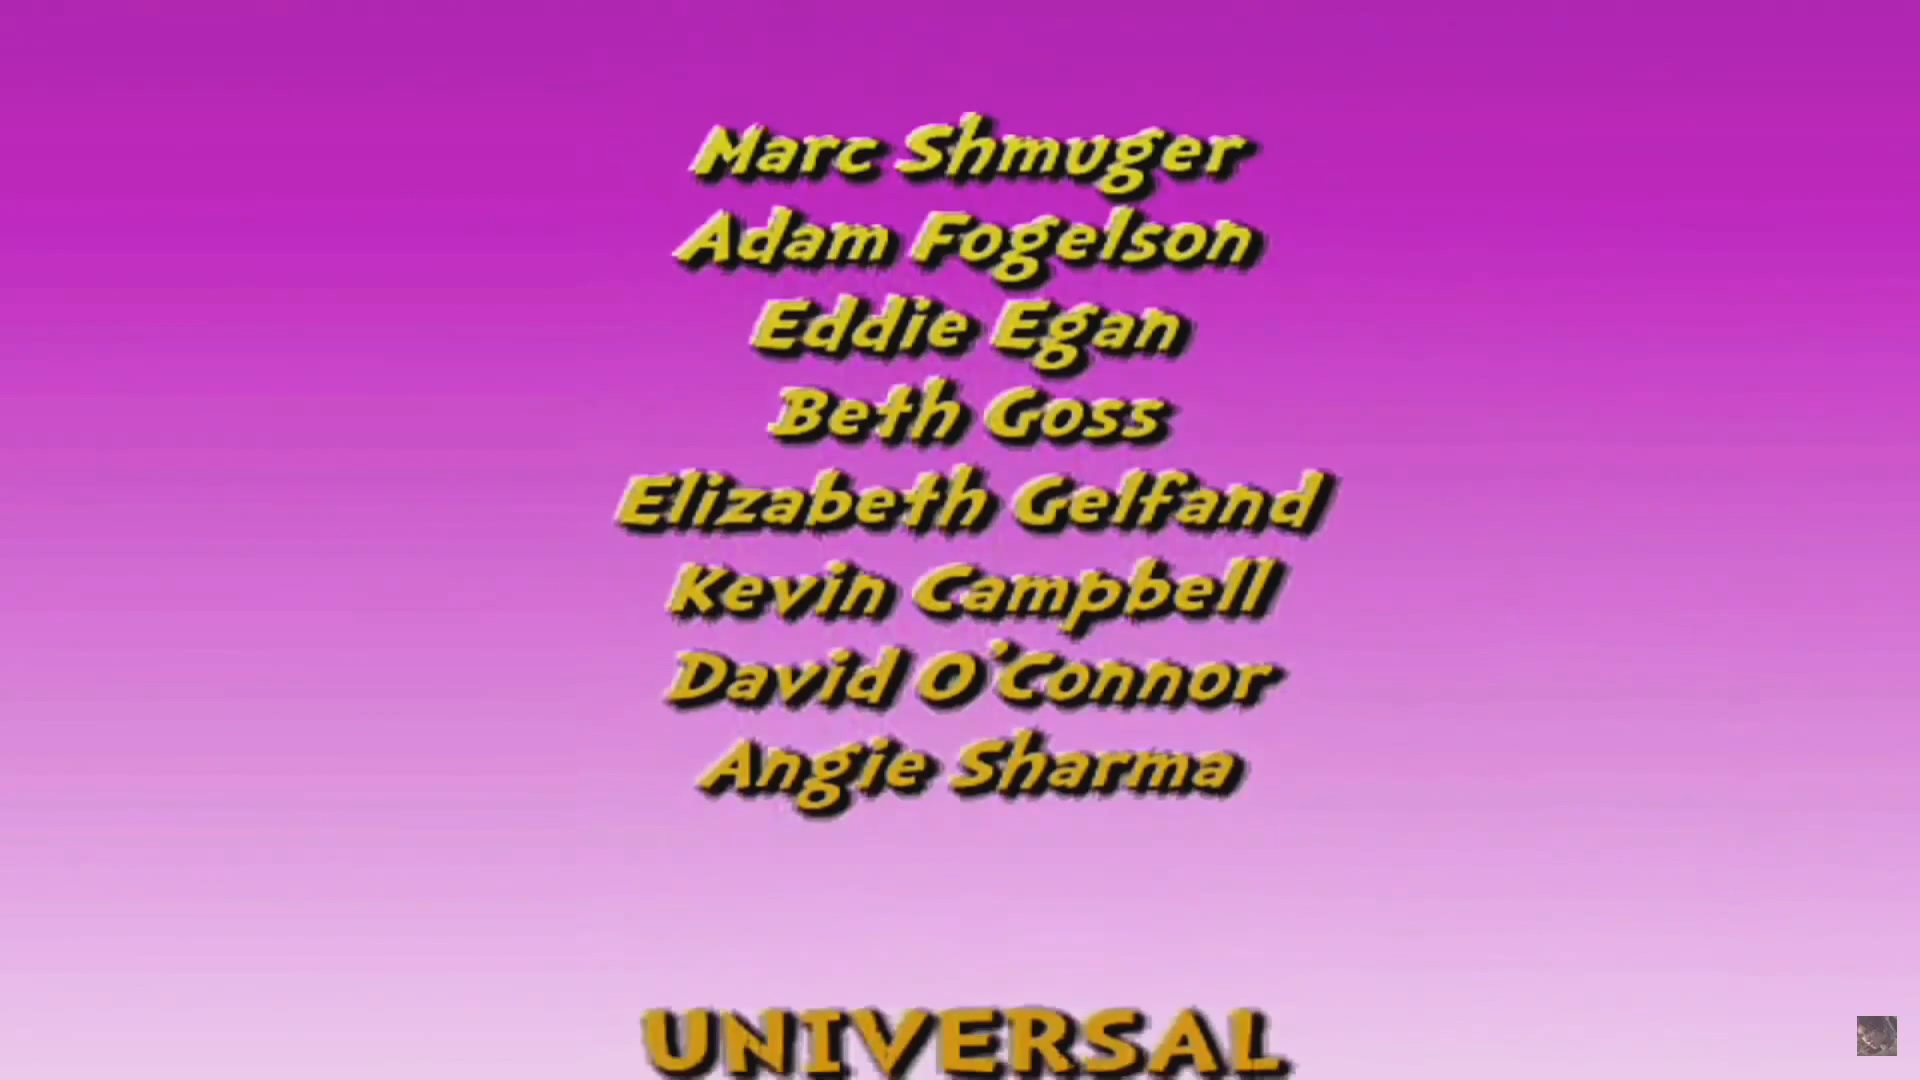 Marc Shmuger
Adam Fogelson
Eddie Egan
Beth Goss
Elizabeth Gelfand
Kevin Campbell
David O'Connor
Angie Sharma
UNIVERSAL